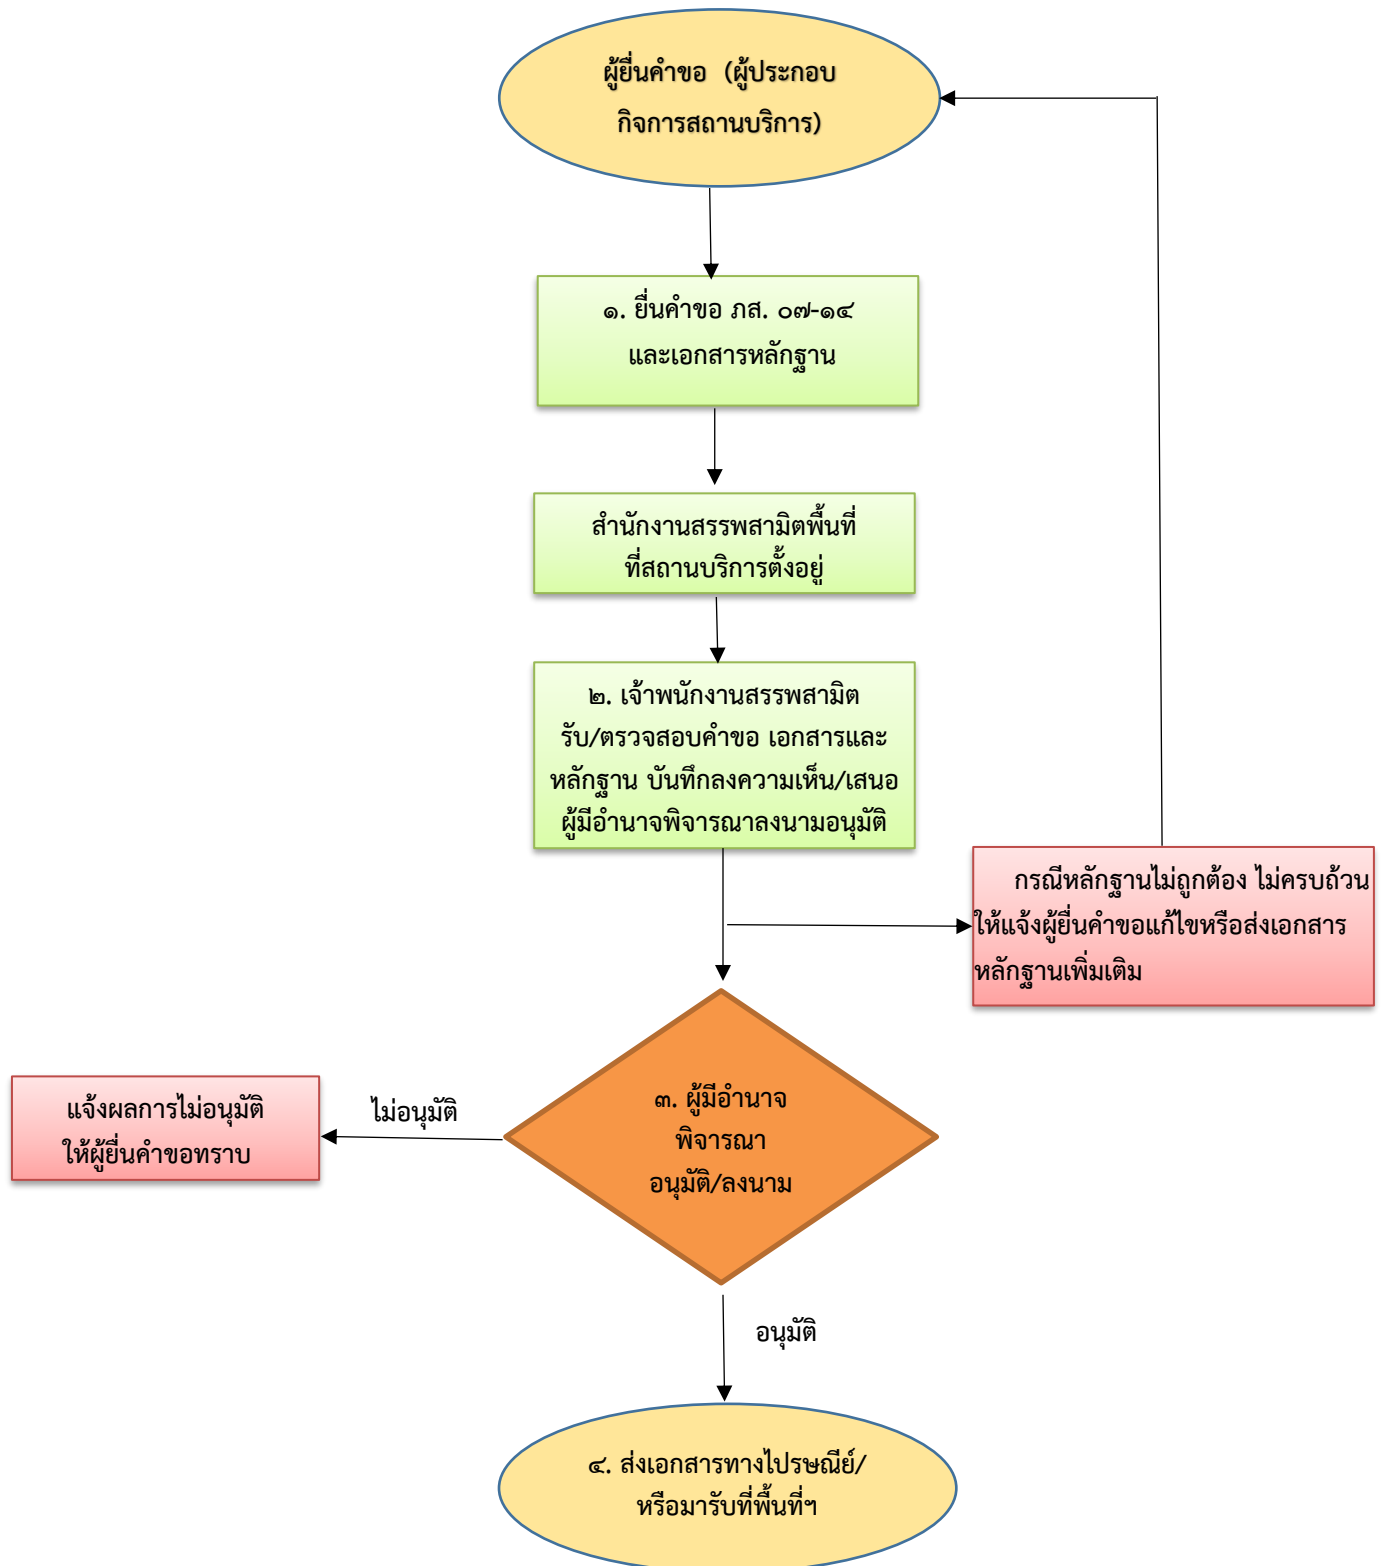 ผู้ยื่นคำขอ (ผู้ประกอบ
กิจการสถานบริการ)
๑. ยื่นคำขอ ภส. ๐๗-๑๔
และเอกสารหลักฐาน
สำนักงานสรรพสามิตพื้นที่
ที่สถานบริการตั้งอยู่
๒. เจ้าพนักงานสรรพสามิต
รับ/ตรวจสอบคำขอ เอกสารและ
หลักฐาน บันทึกลงความเห็น/เสนอ
ผู้มีอำนาจพิจารณาลงนามอนุมัติ
กรณีหลักฐานไม่ถูกต้อง ไม่ครบถ้วน
ให้แจ้งผู้ยื่นคำขอแก้ไขหรือส่งเอกสาร
หลักฐานเพิ่มเติม
๓. ผู้มีอำนาจ
พิจารณา
อนุมัติ/ลงนาม
ไม่อนุมัติ
แจ้งผลการไม่อนุมัติ
ให้ผู้ยื่นคำขอทราบ
อนุมัติ
๔. ส่งเอกสารทางไปรษณีย์/
หรือมารับที่พื้นที่ฯ